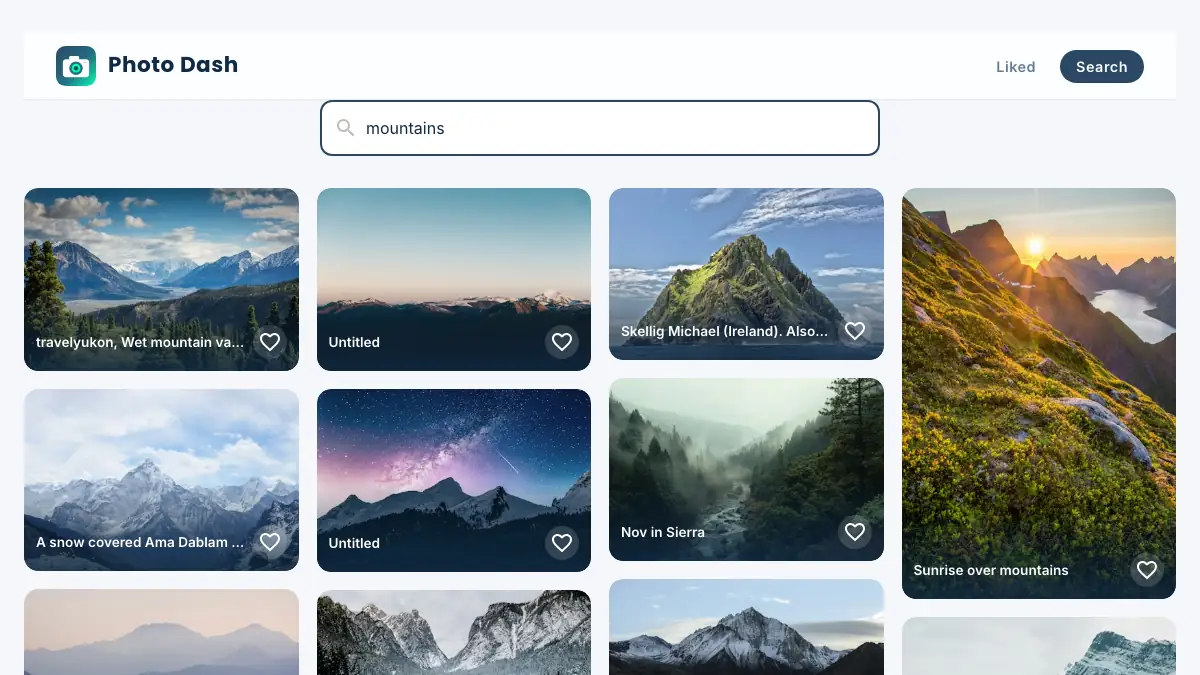 Photo Dash
Liked
Search
mountains
travelyukon, Wet mountain va...
Untitled
Skellig Michael (Ireland). Also...
Sunrise over mountains
A snow covered Ama Dablam ...
Untitled
Nov in Sierra